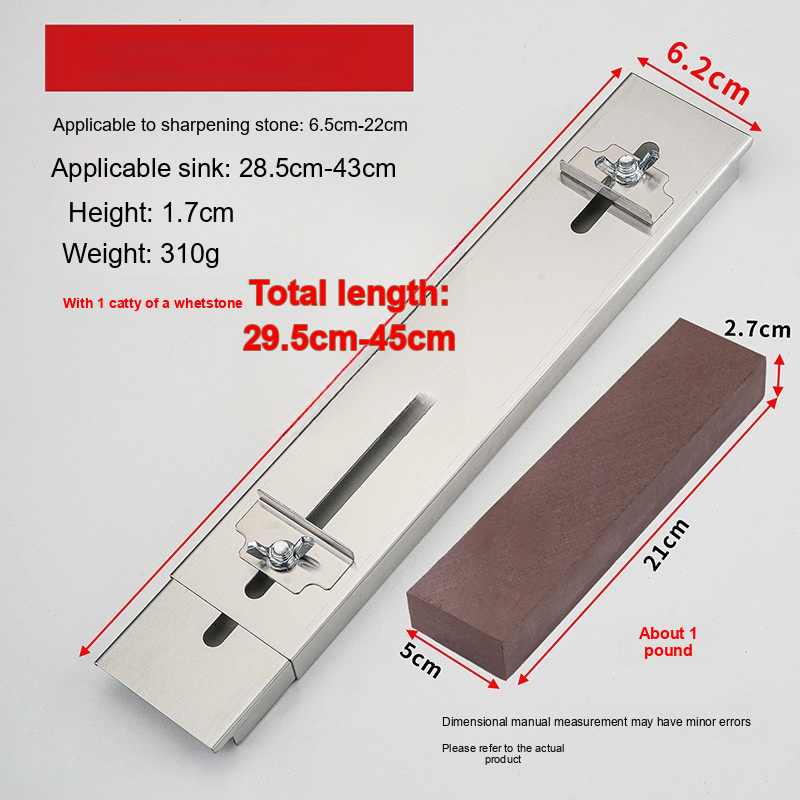 6.2cm
Applicable to sharpening stone: 6.5cm-22cm
Applicable sink: 28.5cm-43cm
Height: 1.7cm
Weight: 310g
With 1 catty of a whetstone
Total length:
29.5cm-45cm
2.7cm
21cm
5cm
About 1
pound
Dimensional manual measurement may have minor errors
Please refer to the actual
product